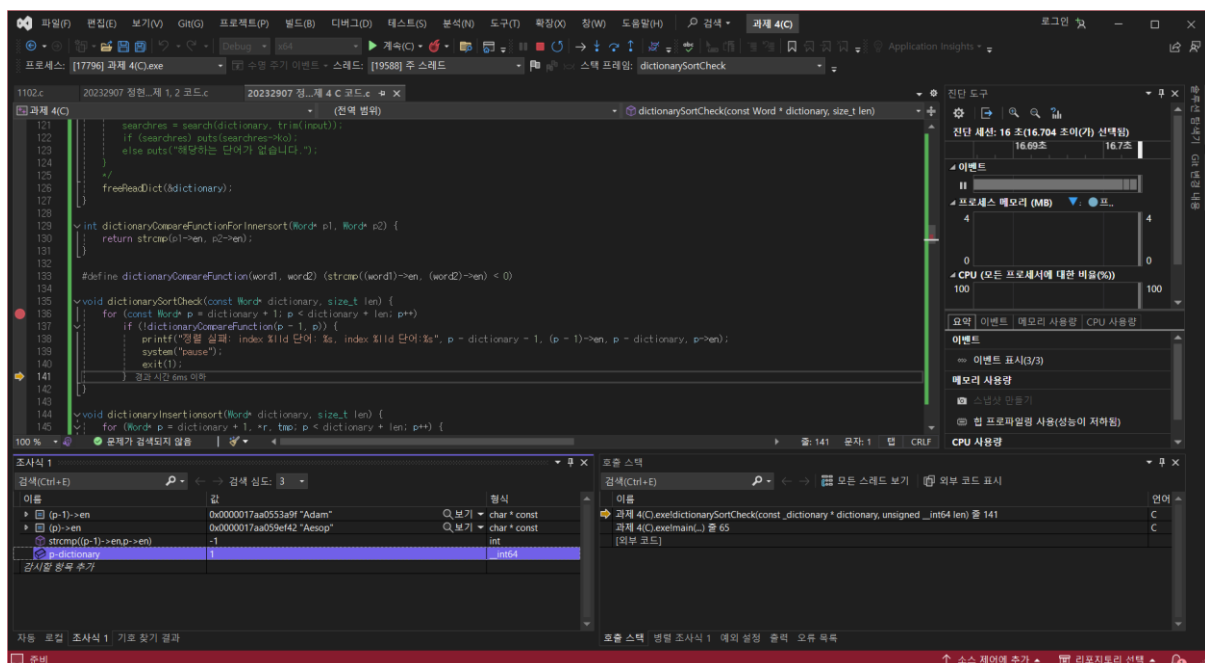 파일(F) 편집(E) 보기(V) Git(G) 프로젝트(P) 빌드(B) 디버그(D) 테스트(S) 분석(N) 도구(T) 확장(X) 창(W) 도움말(H) 검색 과제 4(C) 로그인
Debug x64 계속(C) Application Insights
프로세스: [17796] 과제 4(C).exe 수명 주기 이벤트 스레드: [19588] 주 스레드 스택 프레임: dictionarySortCheck
1102.c 20232907 정현...제 1, 2 코드.c 20232907 정...제 4 C 코드.c
과제 4(C) (전역 범위) dictionarySortCheck(const Word * dictionary, size_t len)
121 searchres = search(dictionary, trim(input));
122 if (searchres) puts(searchres->ko);
123 else puts("해당하는 단어가 없습니다.");
124 }
125 */
126 freeReadDict(&dictionary);
127 }
128
129 int dictionaryCompareFunctionForInnersort(Word* p1, Word* p2) {
130 return strcmp(p1->en, p2->en);
131 }
132
133 #define dictionaryCompareFunction(word1, word2) (strcmp((word1)->en, (word2)->en) < 0)
134
135 void dictionarySortCheck(const Word* dictionary, size_t len) {
136 for (const Word* p = dictionary + 1; p < dictionary + len; p++)
137 if (!dictionaryCompareFunction(p - 1, p)) {
138 printf("정렬 실패: index %lld 단어: %s, index %lld 단어:%s", p - dictionary - 1, (p - 1)->en, p - dictionary, p->en);
139 system("pause");
140 exit(1);
141 } 경과 시간 6ms 이하
142 }
143
144 void dictionaryInsertionsort(Word* dictionary, size_t len) {
145 for (Word* p = dictionary + 1, *r, tmp; p < dictionary + len; p++) {
100 % 문제가 검색되지 않음 줄: 141 문자: 1 탭 CRLF
진단 도구
진단 세션: 16 초(16.704 초이(가) 선택됨)
16.69초 16.7초
이벤트
프로세스 메모리 (MB) 프...
4 4
0 0
CPU (모든 프로세서에 대한 비율(%))
100 100
요약 이벤트 메모리 사용량 CPU 사용량
이벤트
이벤트 표시(3/3)
메모리 사용량
스냅샷 만들기
힙 프로파일링 사용(성능이 저하됨)
CPU 사용량
솔루션 탐색기
Git 변경 내용
조사식 1
검색(Ctrl+E) 검색 심도: 3
이름 값 형식
(p-1)->en 0x0000017aa0553a9f "Adam" 보기 char * const
(p)->en 0x0000017aa059ef42 "Aesop" 보기 char * const
strcmp((p-1)->en,p->en) -1 int
p-dictionary 1 __int64
감시할 항목 추가
자동 로컬 조사식 1 기호 찾기 결과
호출 스택
검색(Ctrl+E) 모든 스레드 보기 외부 코드 표시
이름 언어
과제 4(C).exe!dictionarySortCheck(const _dictionary * dictionary, unsigned __int64 len) 줄 141 C
과제 4(C).exe!main(...) 줄 65 C
[외부 코드]
호출 스택 병렬 조사식 1 예외 설정 출력 오류 목록
준비 소스 제어에 추가 리포지토리 선택